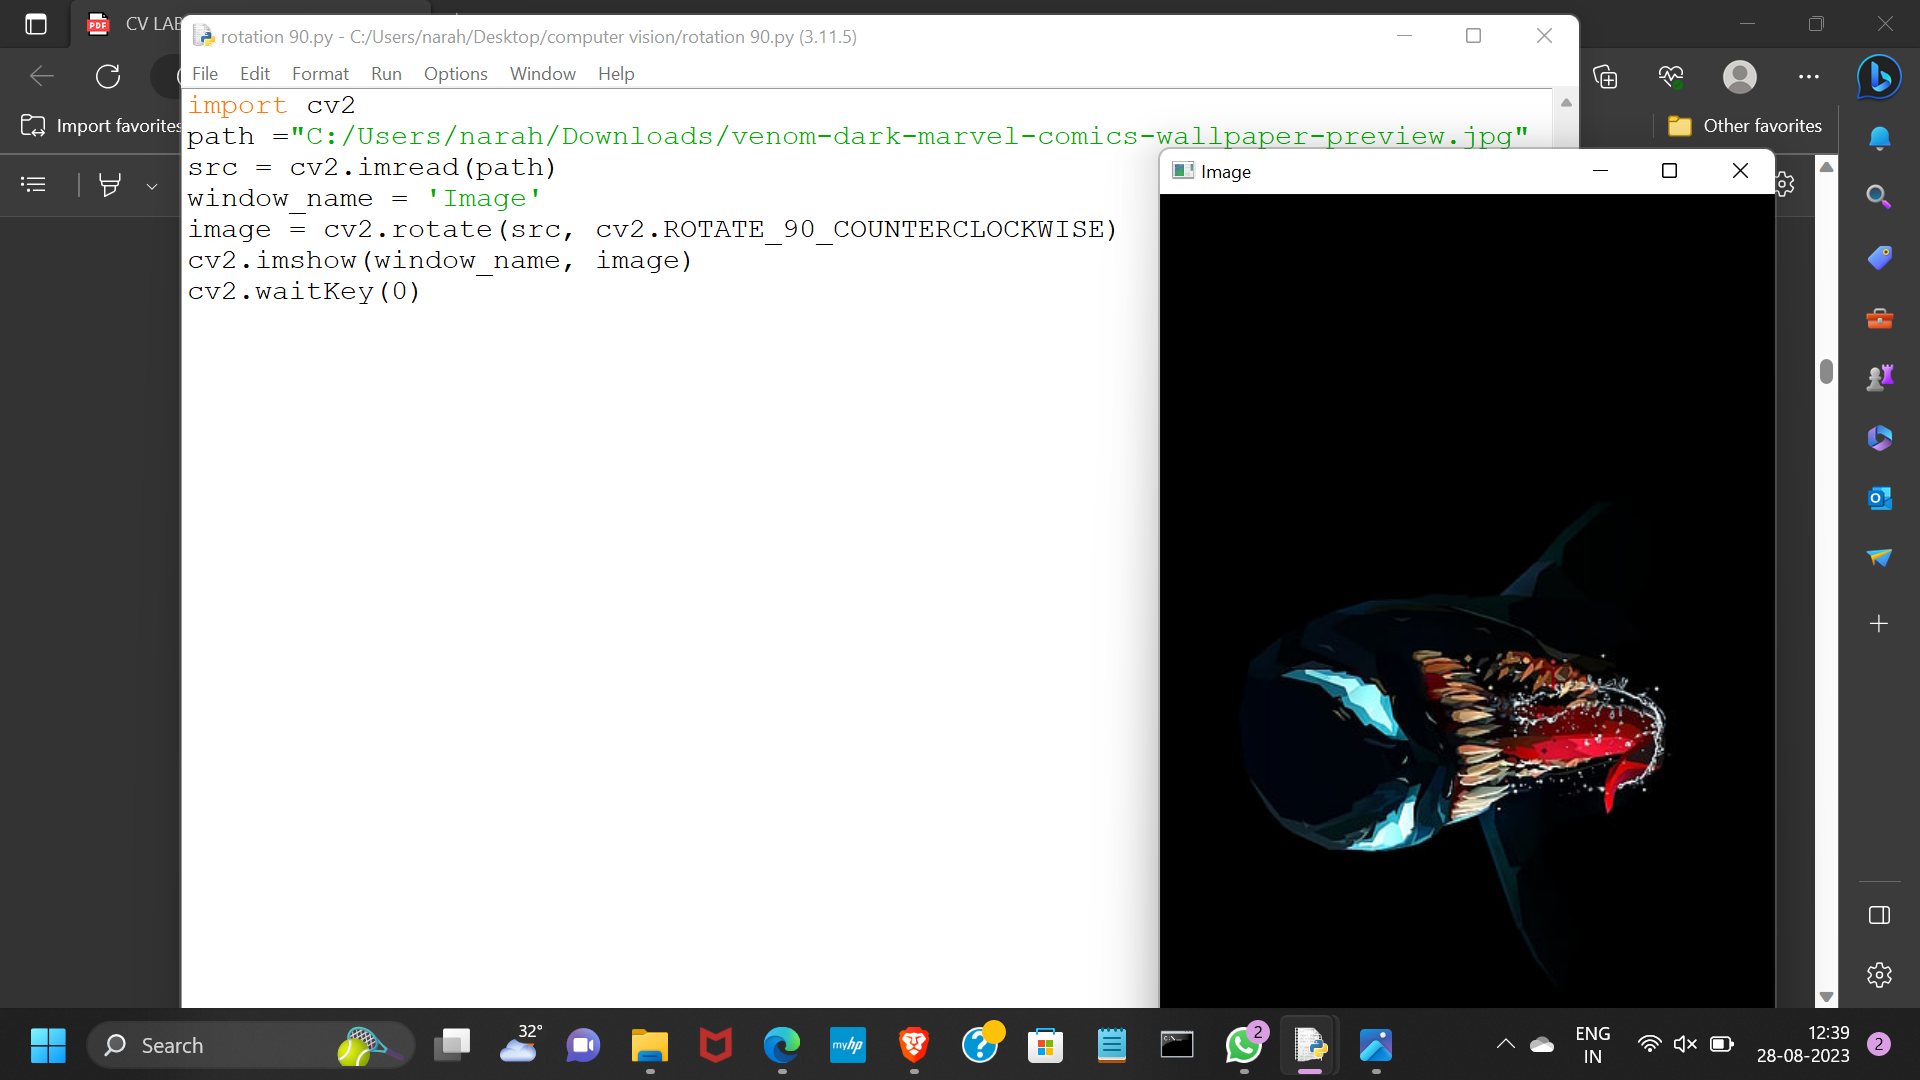 CV LAB
rotation 90.py - C:/Users/narah/Desktop/computer vision/rotation 90.py (3.11.5)
File Edit Format Run Options Window Help
Import favorites
Other favorites
import cv2
path ="C:/Users/narah/Downloads/venom-dark-marvel-comics-wallpaper-preview.jpg"
src = cv2.imread(path)
window_name = 'Image'
image = cv2.rotate(src, cv2.ROTATE_90_COUNTERCLOCKWISE)
cv2.imshow(window_name, image)
cv2.waitKey(0)
Image
Search
32°
myhp
2
ENG
IN
12:39
28-08-2023
2